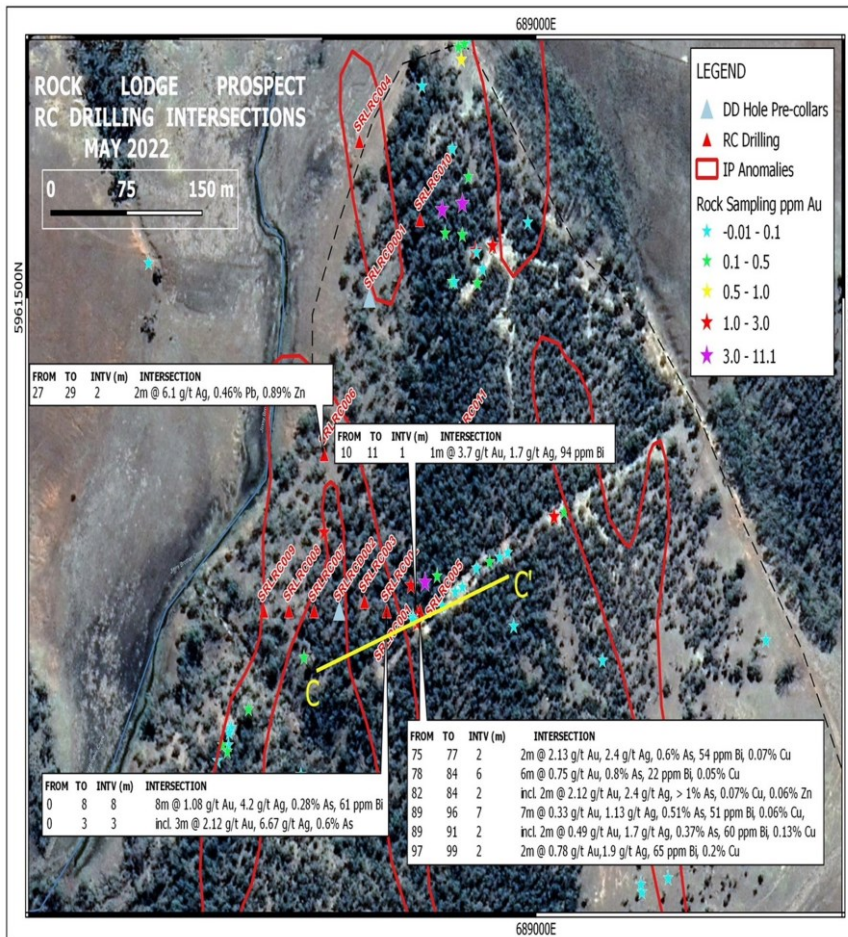 689000E
ROCK LODGE PROSPECT
RC DRILLING INTERSECTIONS
MAY 2022
0 75 150 m
LEGEND
DD Hole Pre-collars
RC Drilling
IP Anomalies
Rock Sampling ppm Au
-0.01 - 0.1
0.1 - 0.5
0.5 - 1.0
1.0 - 3.0
3.0 - 11.1
5961500N
SRLRC004
SRLRC010
SRLRCD001
FROM TO INTV (m) INTERSECTION
27 29 2 2m @ 6.1 g/t Ag, 0.46% Pb, 0.89% Zn
SRLRC006
FROM TO INTV (m) INTERSECTION
10 11 1 1m @ 3.7 g/t Au, 1.7 g/t Ag, 94 ppm Bi
SRLRC009
SRLRC008
SRLRC007
SRLRCD002
SRLRC003
SRLRC001
SRLRC005
C
C'
FROM TO INTV (m) INTERSECTION
0 8 8 8m @ 1.08 g/t Au, 4.2 g/t Ag, 0.28% As, 61 ppm Bi
0 3 3 incl. 3m @ 2.12 g/t Au, 6.67 g/t Ag, 0.6% As
FROM TO INTV (m) INTERSECTION
75 77 2 2m @ 2.13 g/t Au, 2.4 g/t Ag, 0.6% As, 54 ppm Bi, 0.07% Cu
78 84 6 6m @ 0.75 g/t Au, 0.8% As, 22 ppm Bi, 0.05% Cu
82 84 2 incl. 2m @ 2.12 g/t Au, 2.4 g/t Ag, > 1% As, 0.07% Cu, 0.06% Zn
89 96 7 7m @ 0.33 g/t Au, 1.13 g/t Ag, 0.51% As, 51 ppm Bi, 0.06% Cu,
89 91 2 incl. 2m @ 0.49 g/t Au, 1.7 g/t Ag, 0.37% As, 60 ppm Bi, 0.13% Cu
97 99 2 2m @ 0.78 g/t Au,1.9 g/t Ag, 65 ppm Bi, 0.2% Cu
689000E